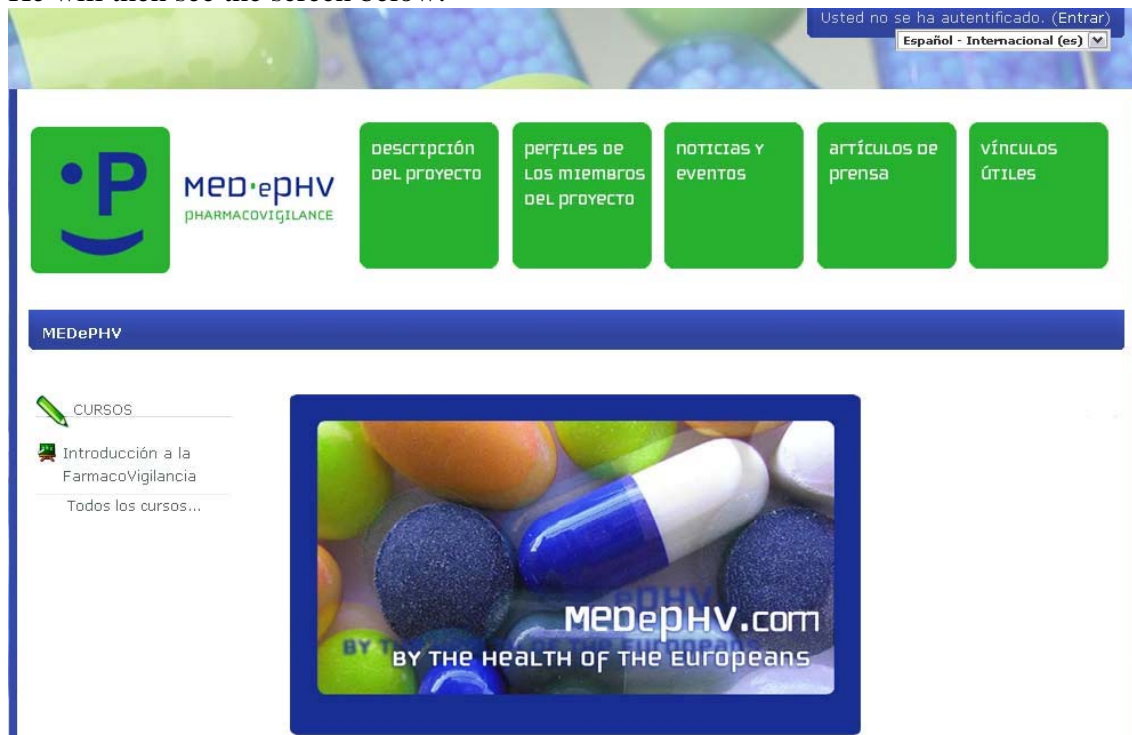 He will then see the screen below:
Usted no se ha autentificado. (Entrar)
Español - Internacional (es)
P
MED·ePHV
PHARMACOVIGILANCE
DESCRIPCIÓN
DEL PROYECTO
PERFILES DE
LOS MIEMBROS
DEL PROYECTO
NOTICIAS Y
EVENTOS
ARTÍCULOS DE
PRENSA
VÍNCULOS
ÚTILES
MEDePHV
CURSOS
Introducción a la
FarmacoVigilancia
Todos los cursos...
ePHV
MEDePHV.com
BY THE HEALTH OF THE EUROPEANS